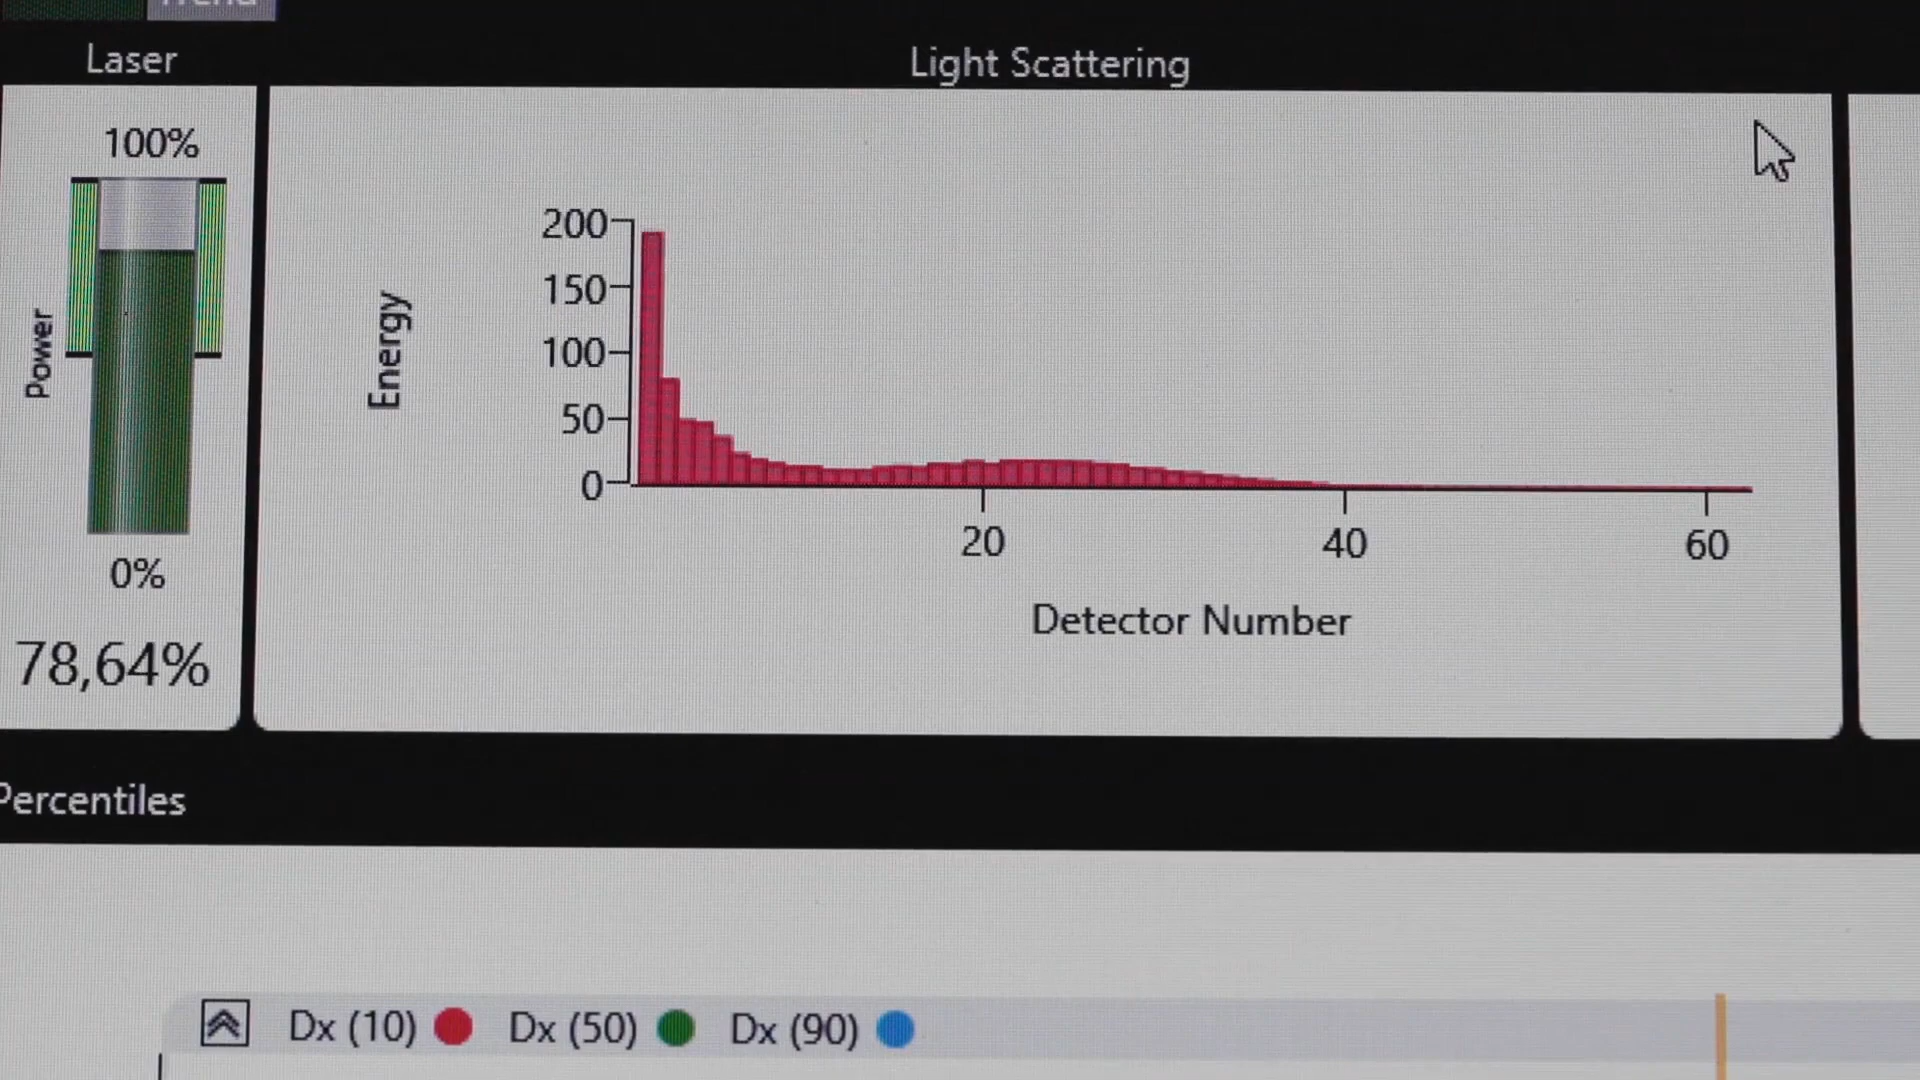 Trend
Laser
Light Scattering
100%
Power
0%
78,64%
Energy
200
150
100
50
0
20
40
60
Detector Number
Percentiles
Dx (10)
Dx (50)
Dx (90)